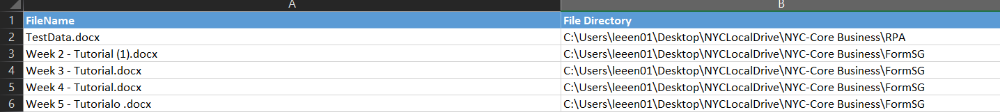 A B
1 FileName File Directory
2 TestData.docx C:\Users\leeen01\Desktop\NYCLocalDrive\NYC-Core Business\RPA
3 Week 2 - Tutorial (1).docx C:\Users\leeen01\Desktop\NYCLocalDrive\NYC-Core Business\FormSG
4 Week 3 - Tutorial.docx C:\Users\leeen01\Desktop\NYCLocalDrive\NYC-Core Business\FormSG
5 Week 4 - Tutorial.docx C:\Users\leeen01\Desktop\NYCLocalDrive\NYC-Core Business\FormSG
6 Week 5 - Tutorialo .docx C:\Users\leeen01\Desktop\NYCLocalDrive\NYC-Core Business\FormSG